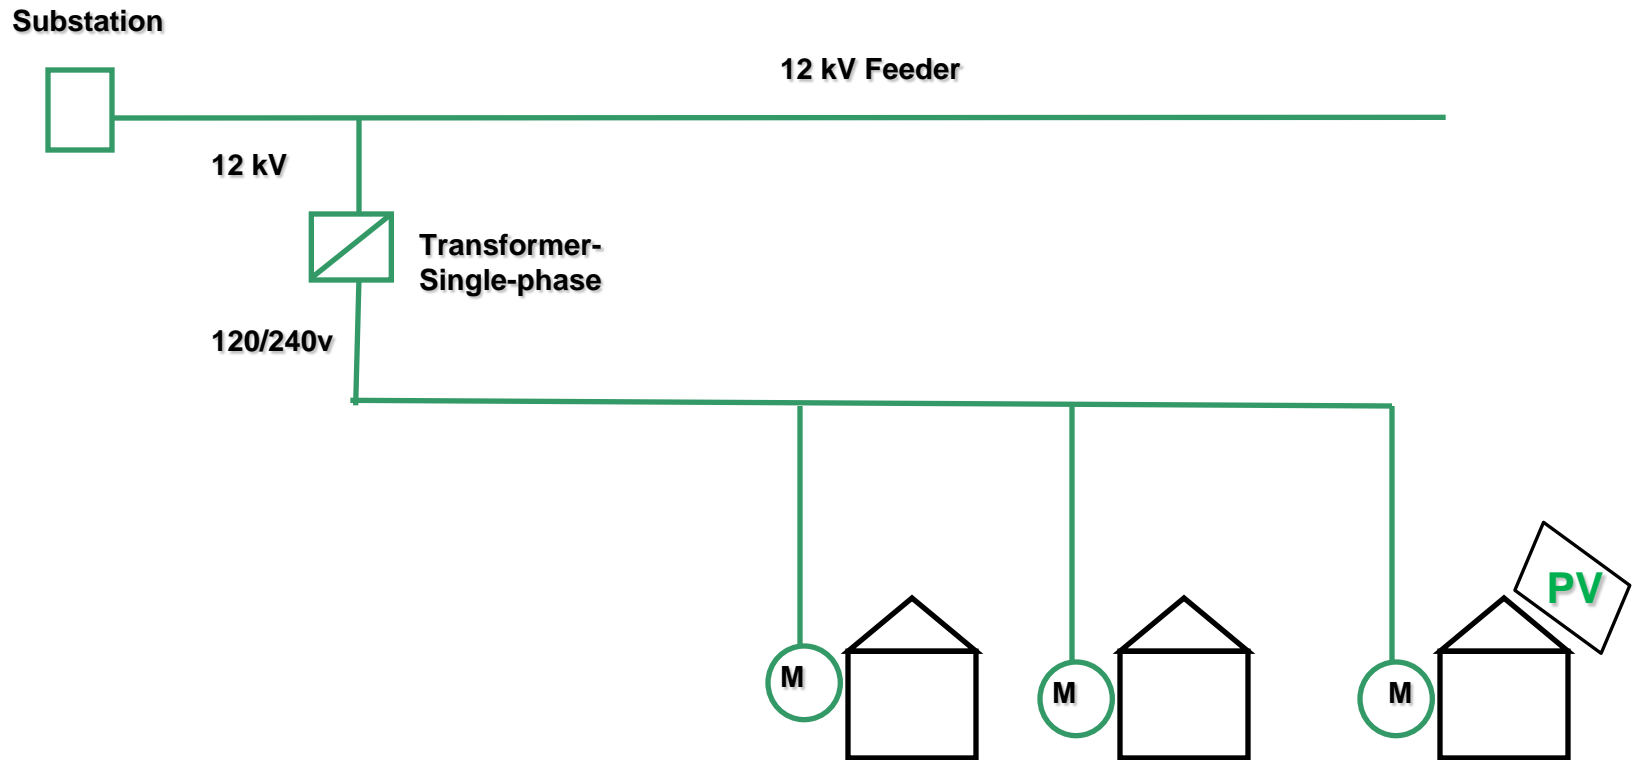 Substation
12 kV Feeder
12 kV
Transformer-
Single-phase
120/240v
PV
M
M
M